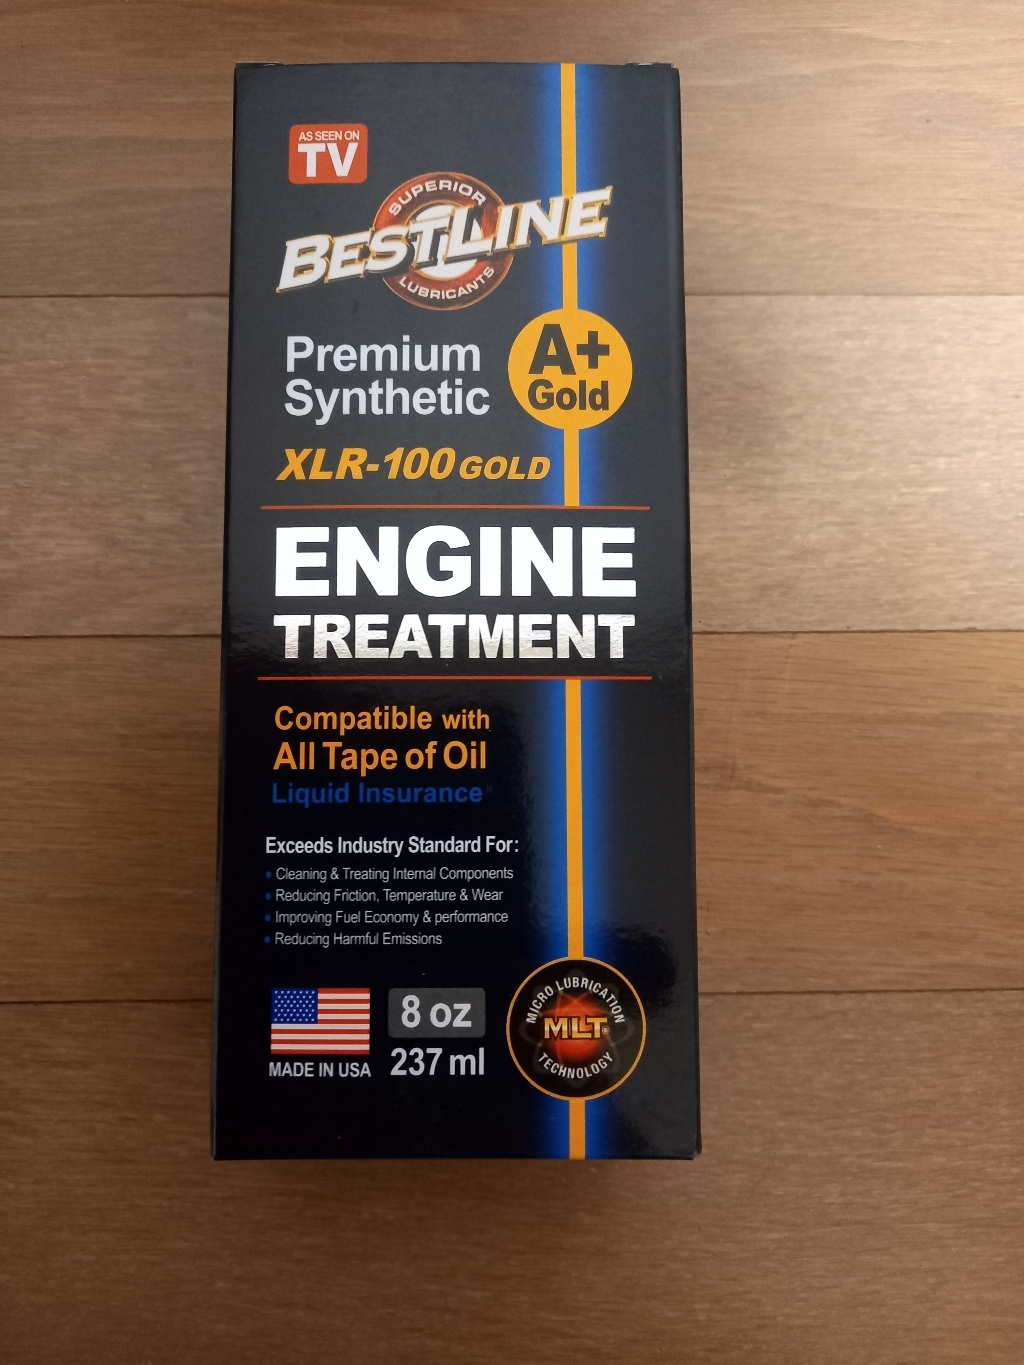 AS SEEN ON
TV
SUPERIOR
BESTLINE
LUBRICANTS
Premium
Synthetic
A+
Gold
XLR-100 GOLD
ENGINE
TREATMENT
Compatible with
All Tape of Oil
Liquid Insurance
Exceeds Industry Standard For:
Cleaning & Treating Internal Components
Reducing Friction, Temperature & Wear
Improving Fuel Economy & performance
Reducing Harmful Emissions
MADE IN USA
8 oz
237 ml
MICRO LUBRICATION
MLT®
TECHNOLOGY